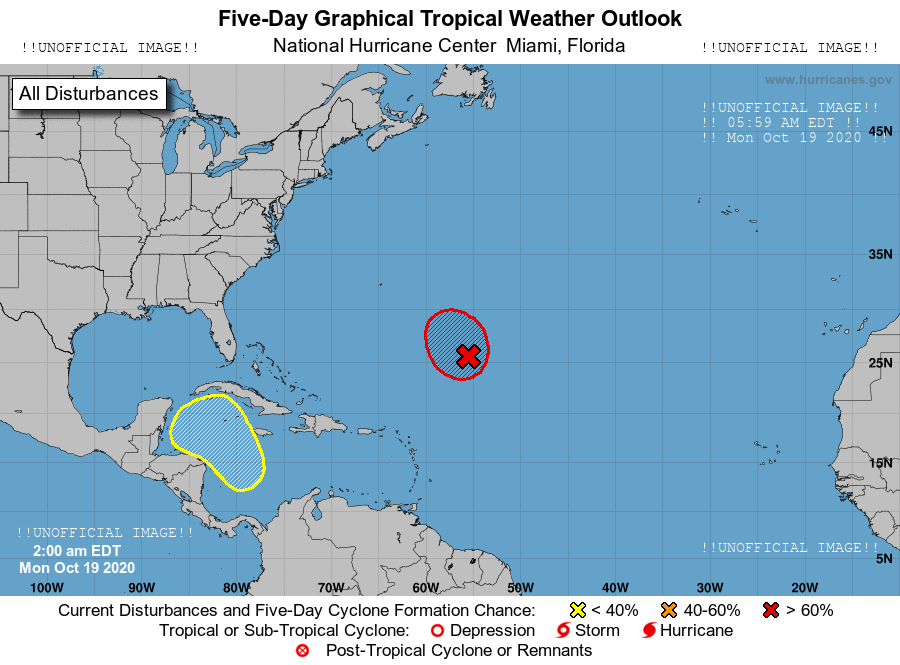 Five-Day Graphical Tropical Weather Outlook
!!UNOFFICIAL IMAGE!!
National Hurricane Center Miami, Florida
!!UNOFFICIAL IMAGE!!
All Disturbances
www.hurricanes.gov
!!UNOFFICIAL IMAGE!!
!! 05:59 AM EDT !!
!! Mon Oct 19 2020 !!
45N
35N
25N
15N
!!UNOFFICIAL IMAGE!!
2:00 am EDT
Mon Oct 19 2020
!!UNOFFICIAL IMAGE!!
5N
100W 90W 80W 70W 60W 50W 40W 30W 20W
Current Disturbances and Five-Day Cyclone Formation Chance: < 40% 40-60% > 60%
Tropical or Sub-Tropical Cyclone: Depression Storm Hurricane
Post-Tropical Cyclone or Remnants